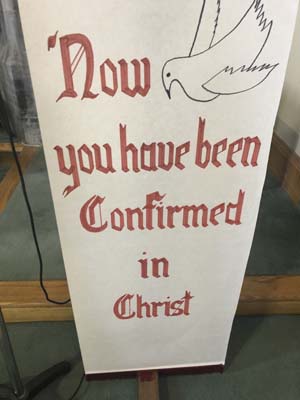 Now
you have been
Confirmed
in
Christ